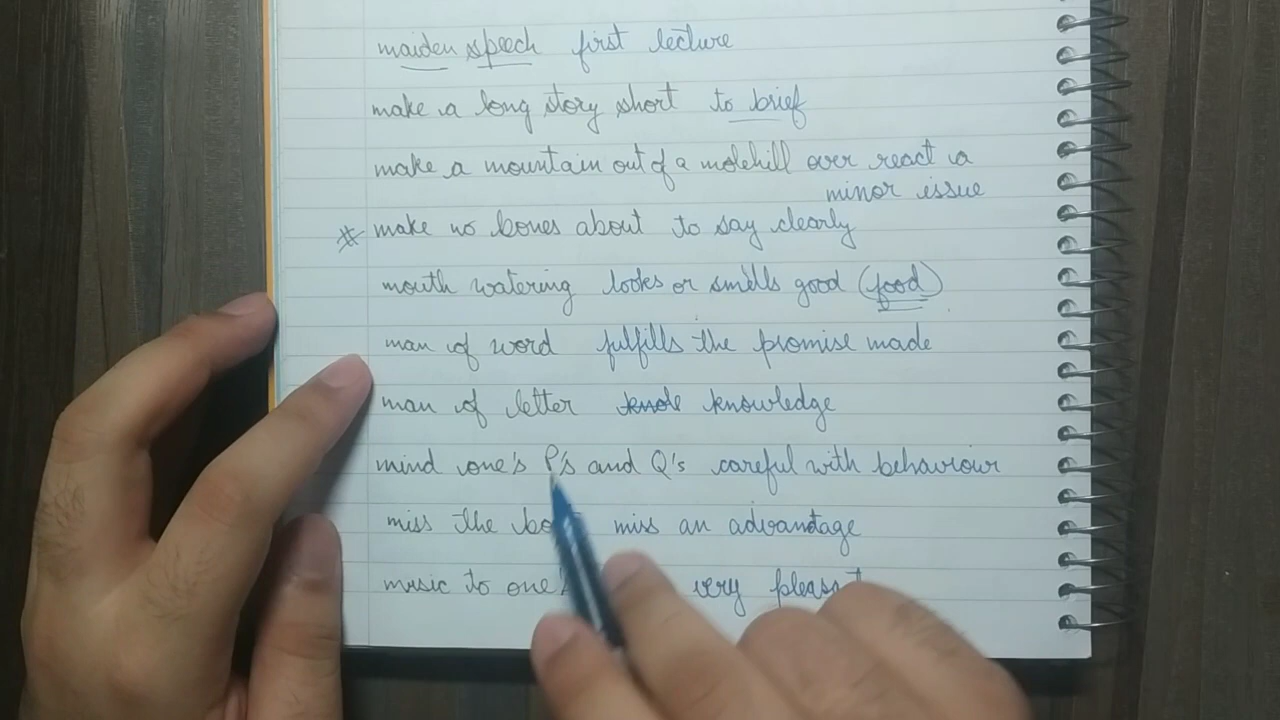 maiden speech first lecture
make a long story short to brief
make a mountain out of a molehill over react a
minor issue
* make no bones about to say clearly
mouth watering looks or smells good (food)
man of word fulfills the promise made
man of letter knowledge
mind one's P's and Q's careful with behaviour
miss the miss an advantage
music to very